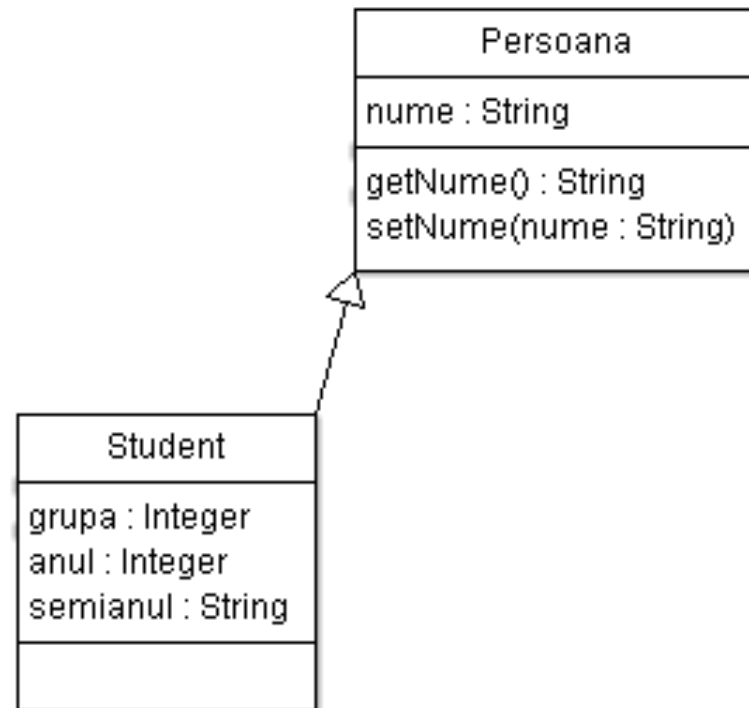 Persoana
nume : String
getNume() : String
setNume(nume : String)
Student
grupa : Integer
anul : Integer
semianul : String